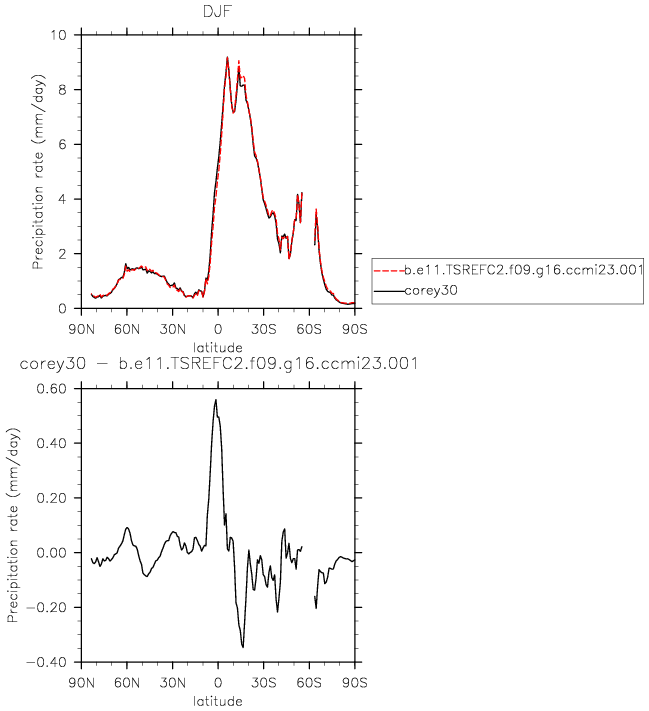 DJF
Precipitation rate (mm/day)
10
8
6
4
2
0
90N 60N 30N 0 30S 60S 90S
latitude
b.e11.TSREFC2.f09.g16.ccmi23.001
corey30
corey30 − b.e11.TSREFC2.f09.g16.ccmi23.001
Precipitation rate (mm/day)
0.60
0.40
0.20
0.00
−0.20
−0.40
90N 60N 30N 0 30S 60S 90S
latitude